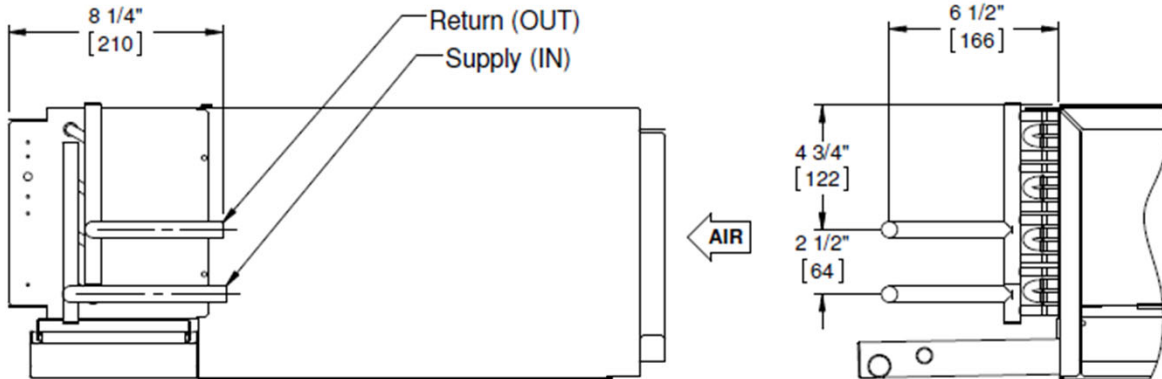 8 1/4"
[210]
Return (OUT)
Supply (IN)
AIR
6 1/2"
[166]
4 3/4"
[122]
2 1/2"
[64]